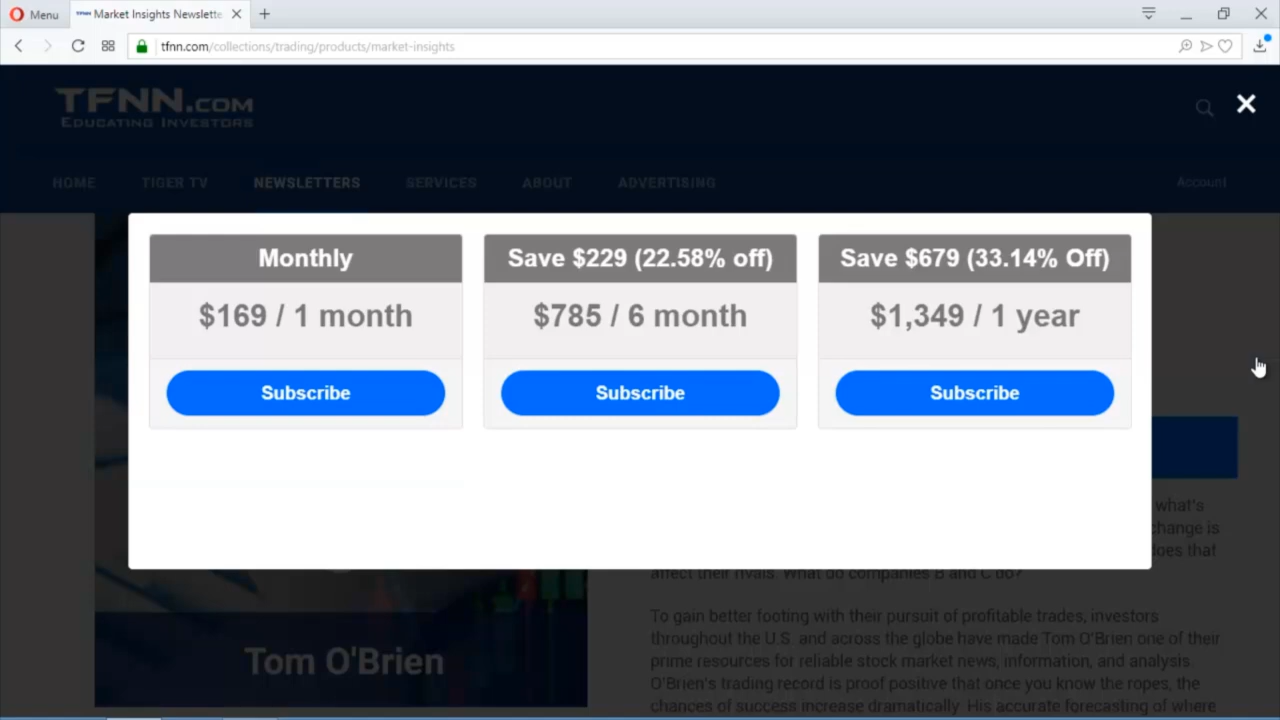 Menu
TFNN Market Insights Newslette
tfnn.com/collections/trading/products/market-insights
TFNN.COM
EDUCATING INVESTORS
HOME
TIGER TV
NEWSLETTERS
SERVICES
ABOUT
ADVERTISING
Account
Monthly
$169 / 1 month
Subscribe
Save $229 (22.58% off)
$785 / 6 month
Subscribe
Save $679 (33.14% Off)
$1,349 / 1 year
Subscribe
what's
change is
does that
affect their rivals. What do companies B and C do?
Tom O'Brien
To gain better footing with their pursuit of profitable trades, investors
throughout the U.S. and across the globe have made Tom O'Brien one of their
prime resources for reliable stock market news, information, and analysis.
O'Brien's trading record is proof positive that once you know the ropes, the
chances of success increase dramatically. His accurate forecasting of where